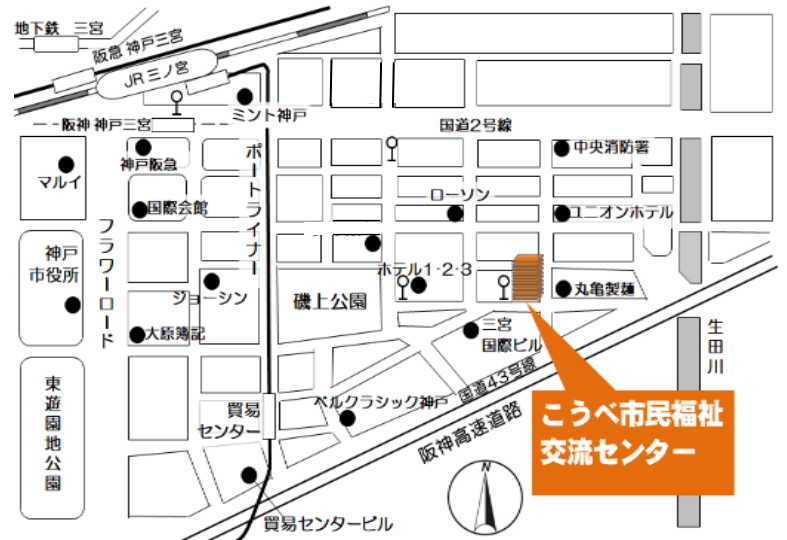 地下鉄 三宮
阪急 神戸三宮
JR 三ノ宮
ミント神戸
阪神 神戸三宮
国道2号線
神戸阪急
ポートライナー
中央消防署
マルイ
国際会館
ローソン
ユニオンホテル
フラワーロード
神戸
市役所
ホテル1・2・3
ジョーシン
磯上公園
丸亀製麺
大原簿記
三宮
国際ビル
生田川
国道43号線
東遊園地公園
貿易
センター
ベルクラシック神戸
こうべ市民福祉
交流センター
阪神高速道路
N
貿易センタービル